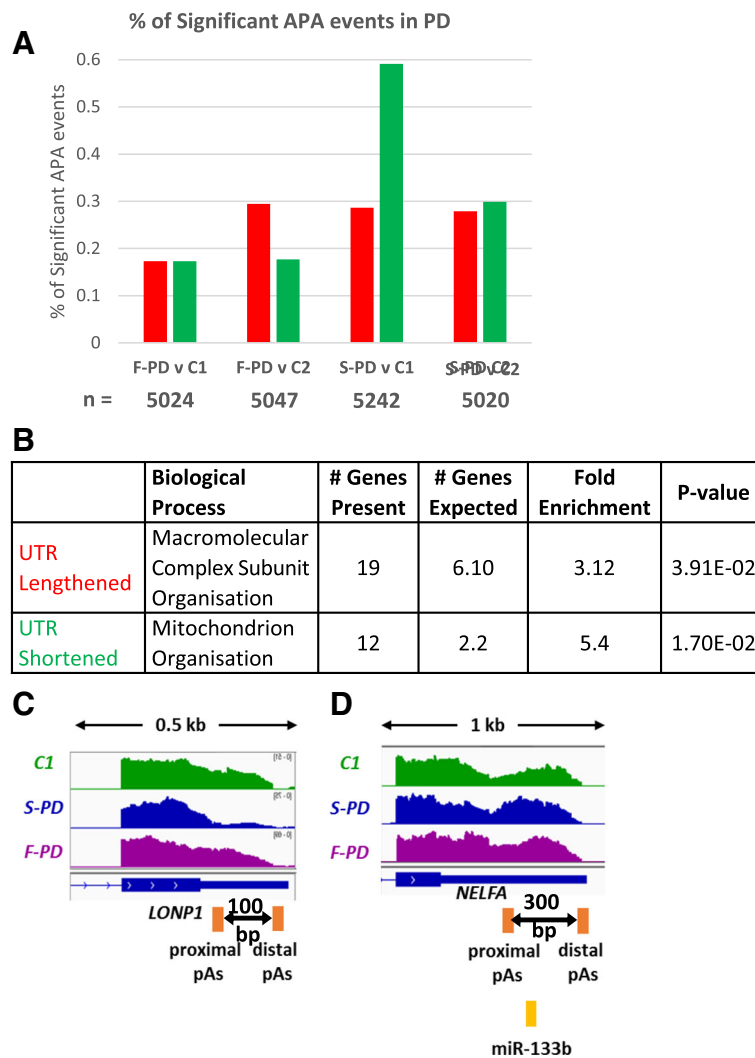 % of Significant APA events in PD
A
% of Significant APA events
0.6
0.5
0.4
0.3
0.2
0.1
0
F-PD v C1 F-PD v C2 S-PD v C1 S-PD v C2
n = 5024 5047 5242 5020
B
Biological Process # Genes Present # Genes Expected Fold Enrichment P-value
UTR Lengthened Macromolecular Complex Subunit Organisation 19 6.10 3.12 3.91E-02
UTR Shortened Mitochondrion Organisation 12 2.2 5.4 1.70E-02
C
0.5 kb
C1
[0 - 51]
S-PD
F-PD
LONP1
100 bp
proximal pAs
distal pAs
D
1 kb
C1
S-PD
F-PD
NELFA
300 bp
proximal pAs
distal pAs
miR-133b